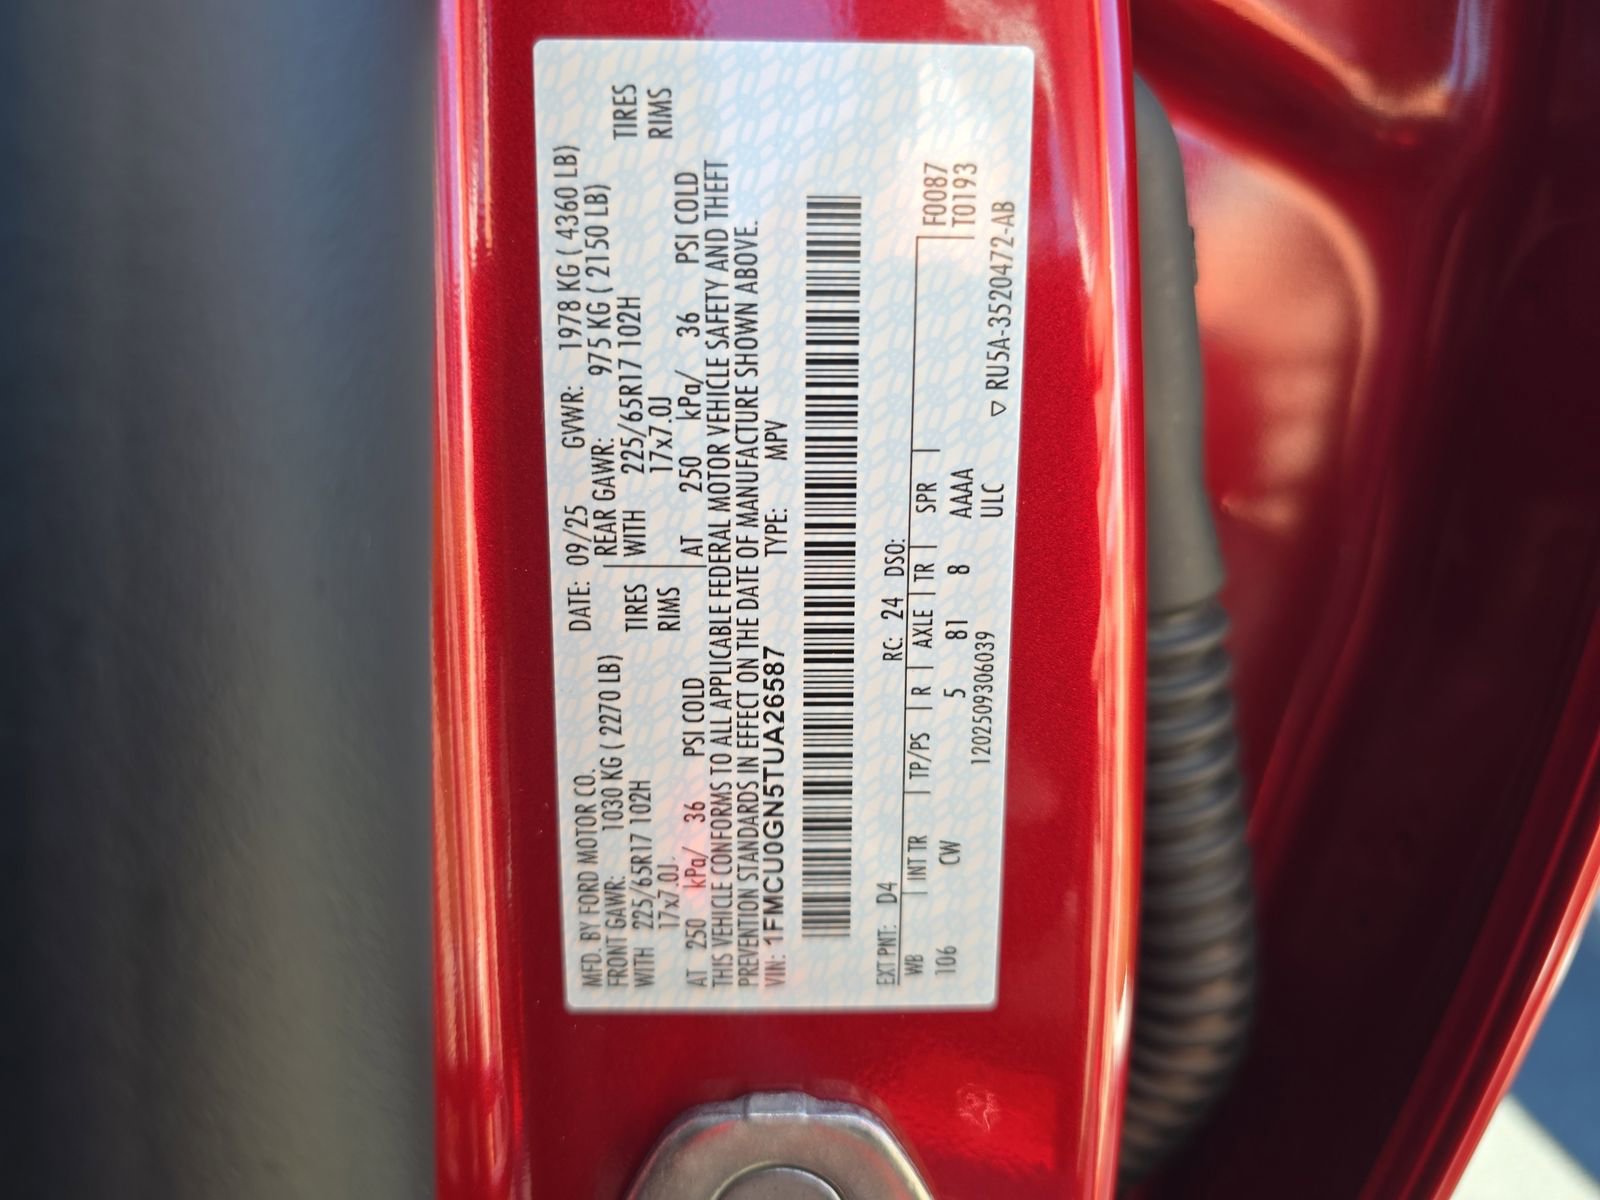 MFD. BY FORD MOTOR CO.
DATE: 09/25 GVWR: 1978 KG ( 4360 LB)
FRONT GAWR: 1030 KG ( 2270 LB) REAR GAWR: 975 KG ( 2150 LB)
WITH 225/65R17 102H TIRES WITH 225/65R17 102H TIRES
17x7.0J RIMS 17x7.0J RIMS
AT 250 kPa/ 36 PSI COLD AT 250 kPa/ 36 PSI COLD
THIS VEHICLE CONFORMS TO ALL APPLICABLE FEDERAL MOTOR VEHICLE SAFETY AND THEFT
PREVENTION STANDARDS IN EFFECT ON THE DATE OF MANUFACTURE SHOWN ABOVE.
VIN: 1FMCU0GN5TUA26587 TYPE: MPV
EXT PNT: D4 RC: 24 DSO:
WB INT TR TP/PS R AXLE TR SPR F0087
106 CW 5 81 8 AAAA T0193
ULC
1202509306039 ▽ RU5A-3520472-AB